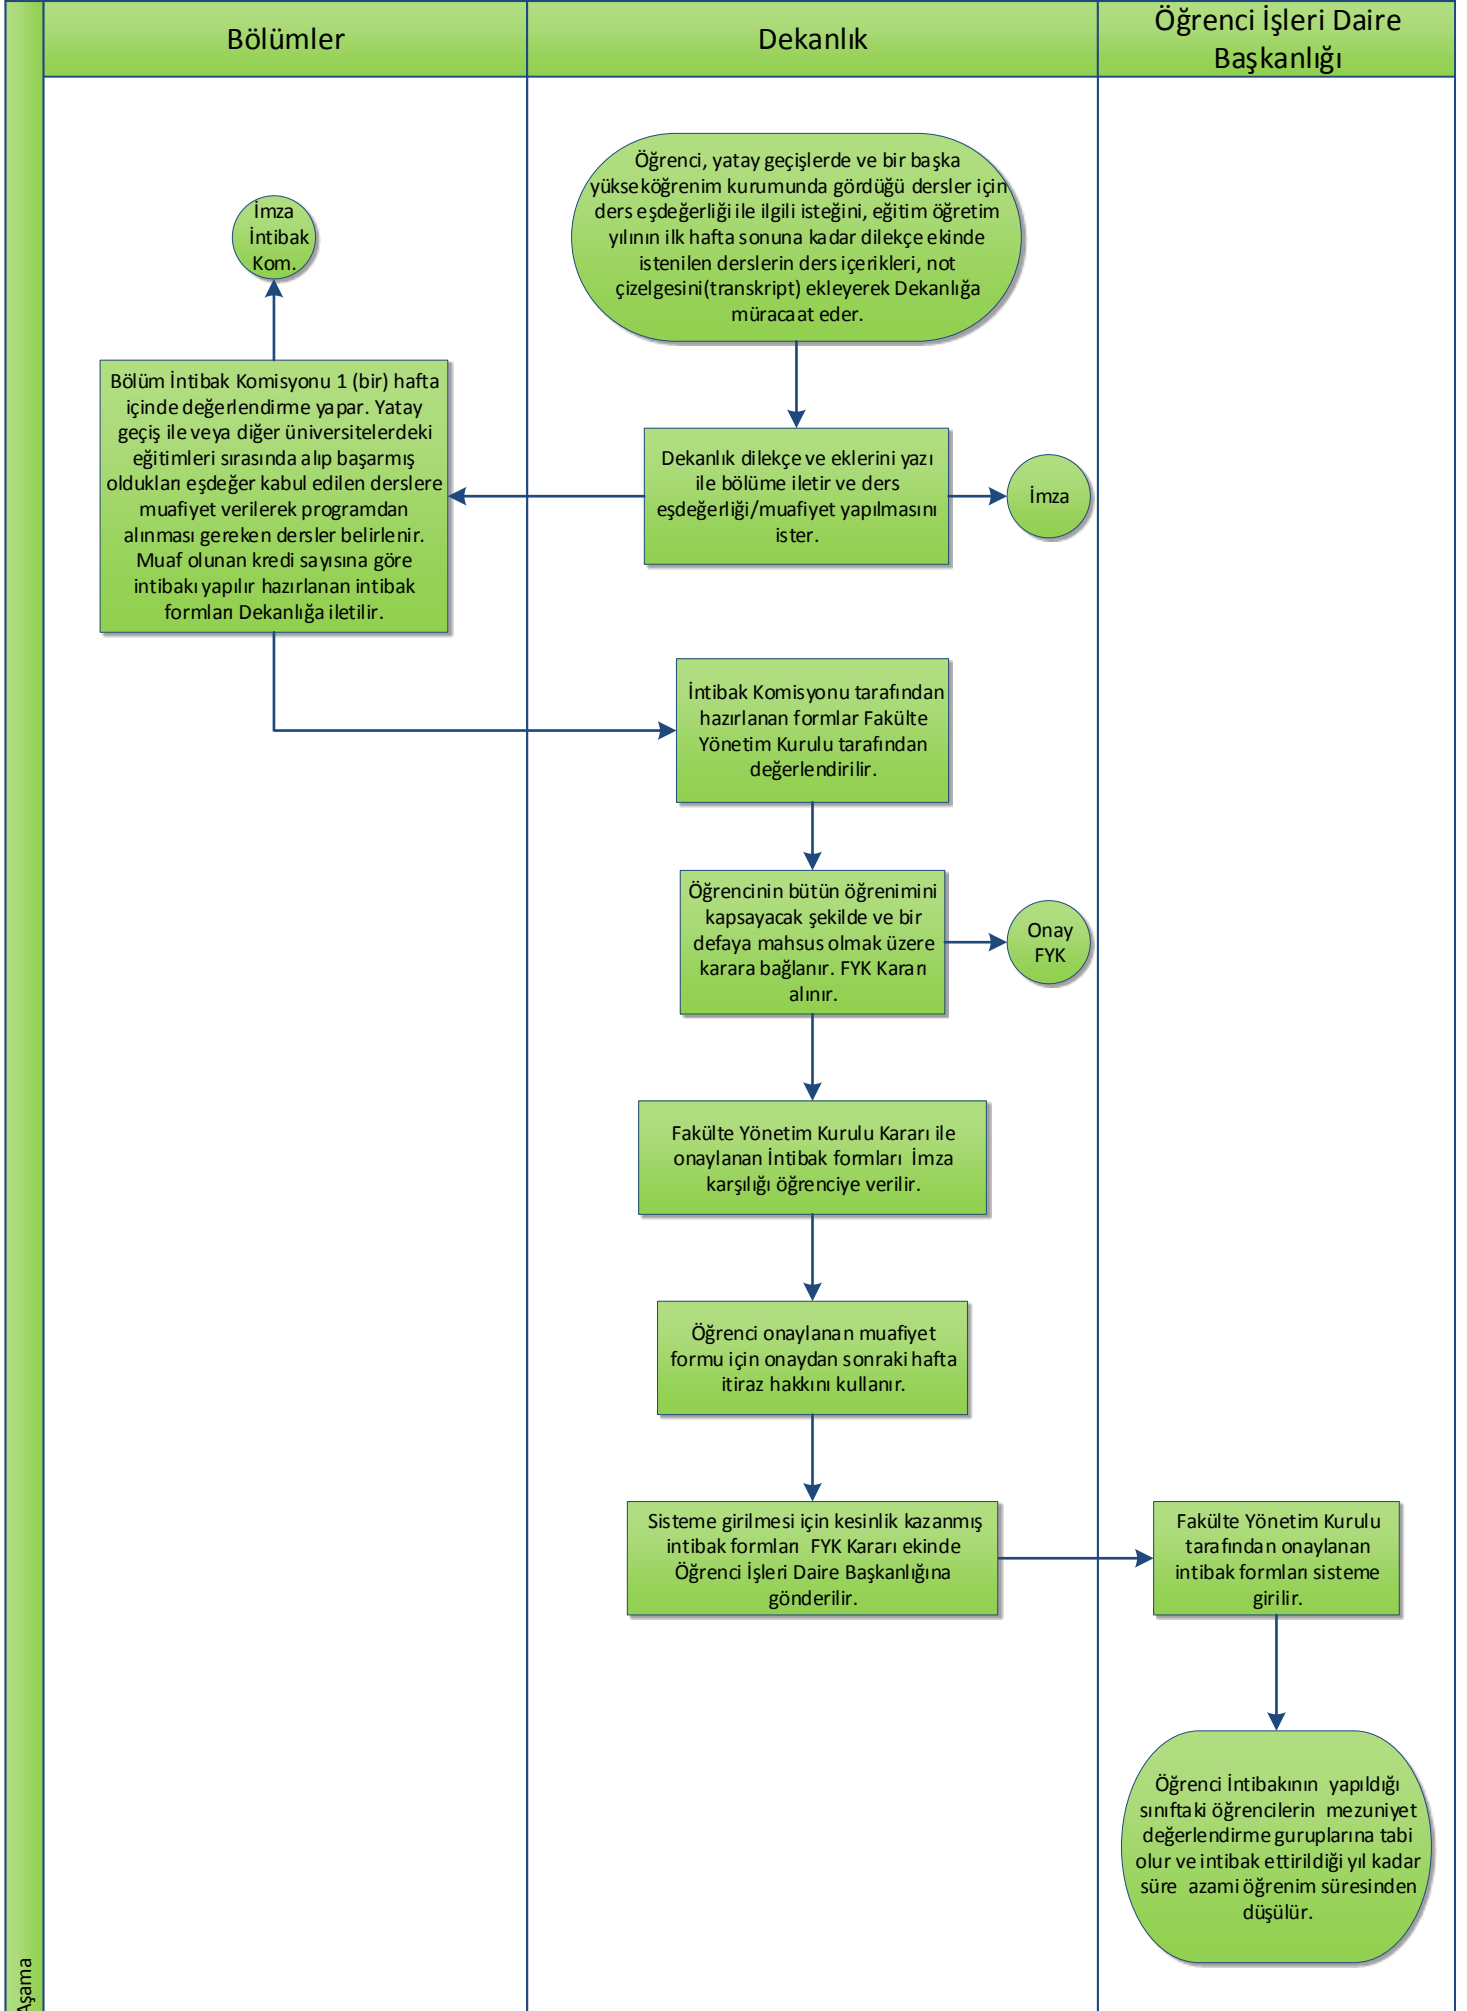 Bölümler
Dekanlık
Öğrenci İşleri Daire
Başkanlığı
Öğrenci, yatay geçişlerde ve bir başka
yükseköğrenim kurumunda gördüğü dersler için
ders eşdeğerliği ile ilgili isteğini, eğitim öğretim
yılının ilk hafta sonuna kadar dilekçe ekinde
istenilen derslerin ders içerikleri, not
çizelgesini(transkript) ekleyerek Dekanlığa
müracaat eder.
İmza
İntibak
Kom.
Bölüm İntibak Komisyonu 1 (bir) hafta
içinde değerlendirme yapar. Yatay
geçiş ile veya diğer üniversitelerdeki
eğitimleri sırasında alıp başarmış
oldukları eşdeğer kabul edilen derslere
muafiyet verilerek programdan
alınması gereken dersler belirlenir.
Muaf olunan kredi sayısına göre
intibakı yapılır hazırlanan intibak
formları Dekanlığa iletilir.
Dekanlık dilekçe ve eklerini yazı
ile bölüme iletir ve ders
eşdeğerliği/muafiyet yapılmasını
ister.
İmza
İntibak Komisyonu tarafından
hazırlanan formlar Fakülte
Yönetim Kurulu tarafından
değerlendirilir.
Öğrencinin bütün öğrenimini
kapsayacak şekilde ve bir
defaya mahsus olmak üzere
karara bağlanır. FYK Kararı
alınır.
Onay
FYK
Fakülte Yönetim Kurulu Kararı ile
onaylanan İntibak formları İmza
karşılığı öğrenciye verilir.
Öğrenci onaylanan muafiyet
formu için onaydan sonraki hafta
itiraz hakkını kullanır.
Sisteme girilmesi için kesinlik kazanmış
intibak formları FYK Kararı ekinde
Öğrenci İşleri Daire Başkanlığına
gönderilir.
Fakülte Yönetim Kurulu
tarafından onaylanan
intibak formları sisteme
girilir.
Öğrenci İntibakının yapıldığı
sınıftaki öğrencilerin mezuniyet
değerlendirme guruplarına tabi
olur ve intibak ettirildiği yıl kadar
süre azami öğrenim süresinden
düşülür.
Aşama